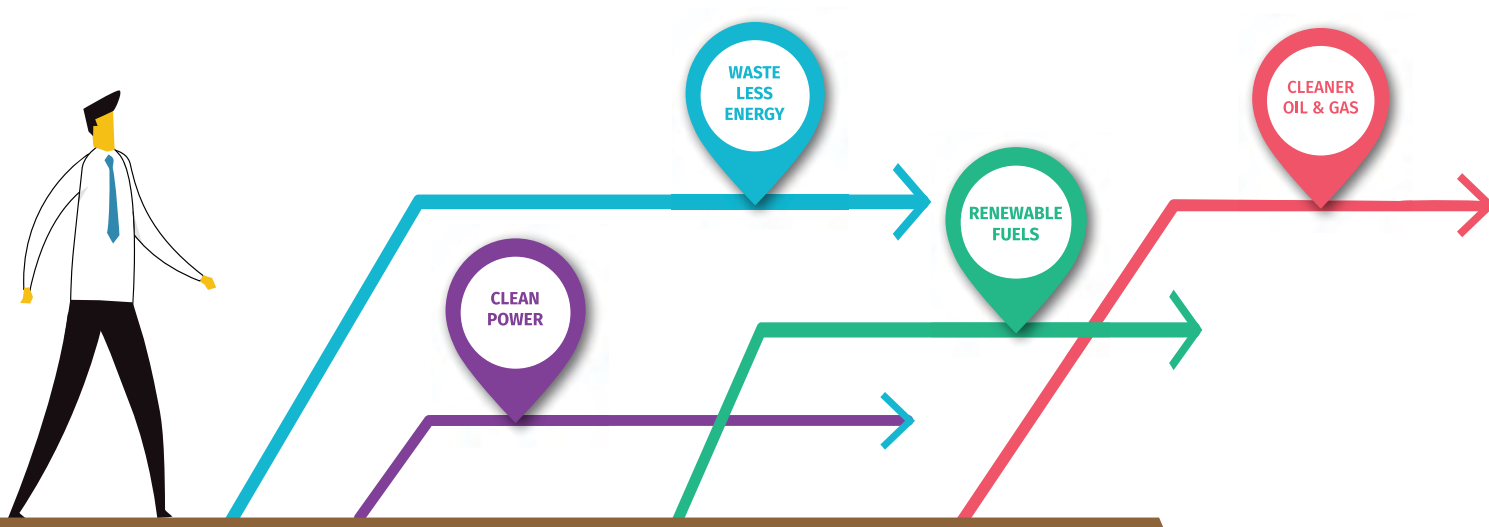 WASTE
LESS
ENERGY
CLEANER
OIL & GAS
RENEWABLE
FUELS
CLEAN
POWER